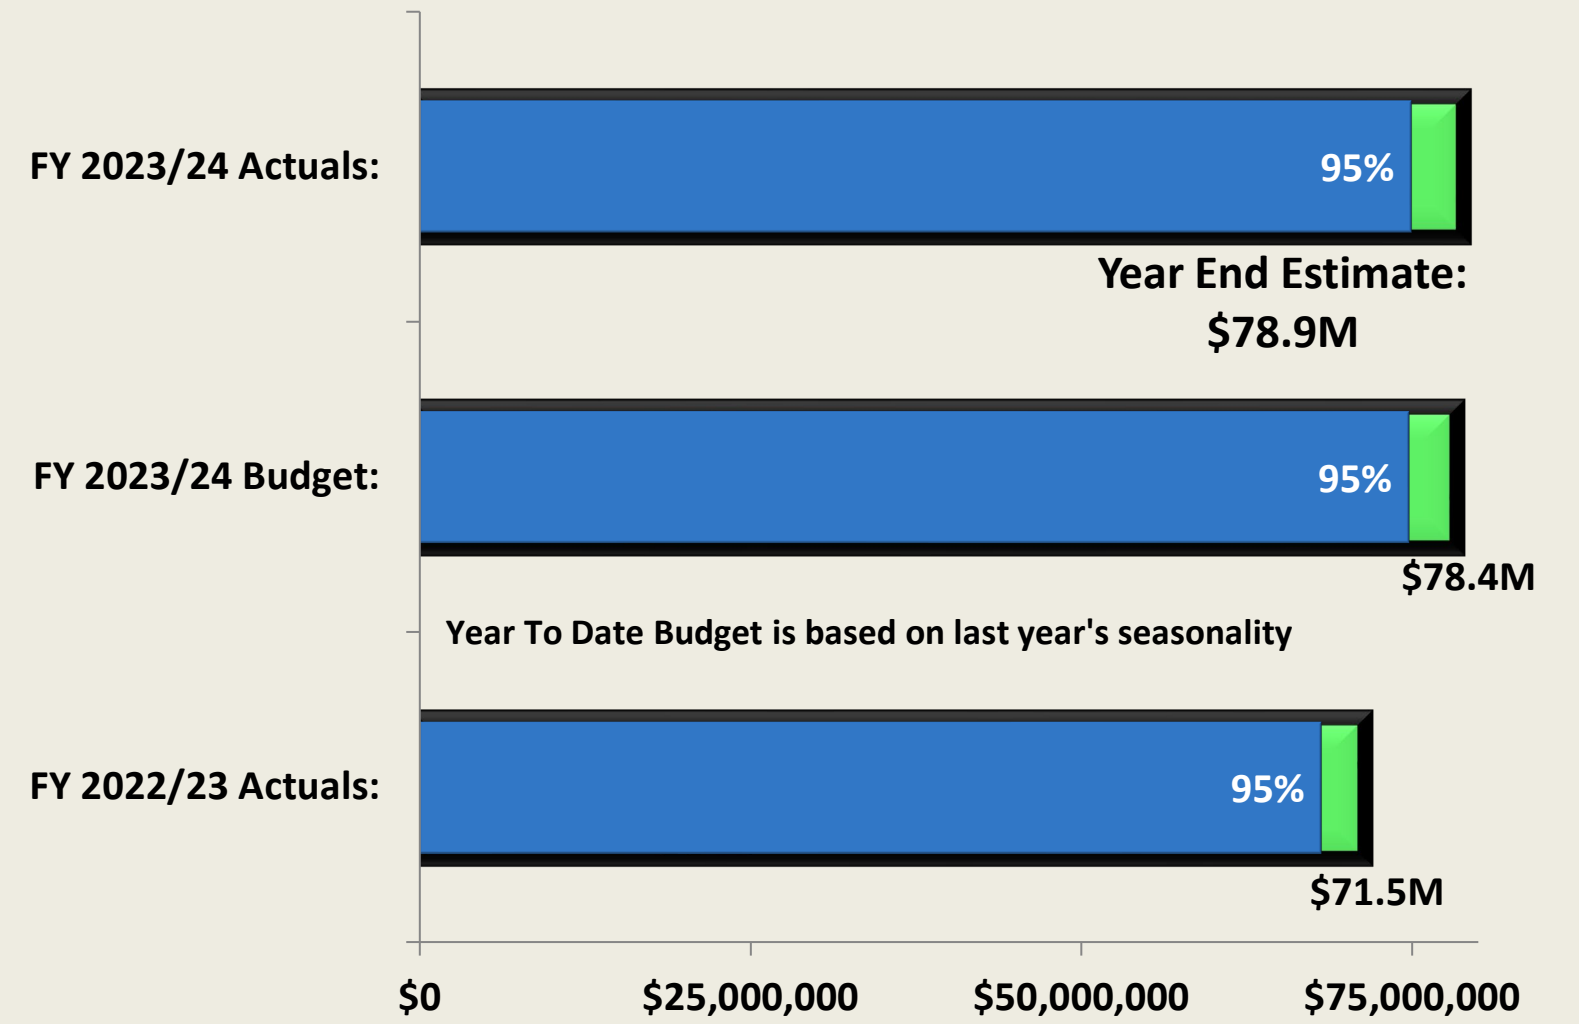 FY 2023/24 Actuals:
95%
Year End Estimate:
$78.9M
FY 2023/24 Budget:
95%
$78.4M
Year To Date Budget is based on last year's seasonality
FY 2022/23 Actuals:
95%
$71.5M
$0
$25,000,000
$50,000,000
$75,000,000